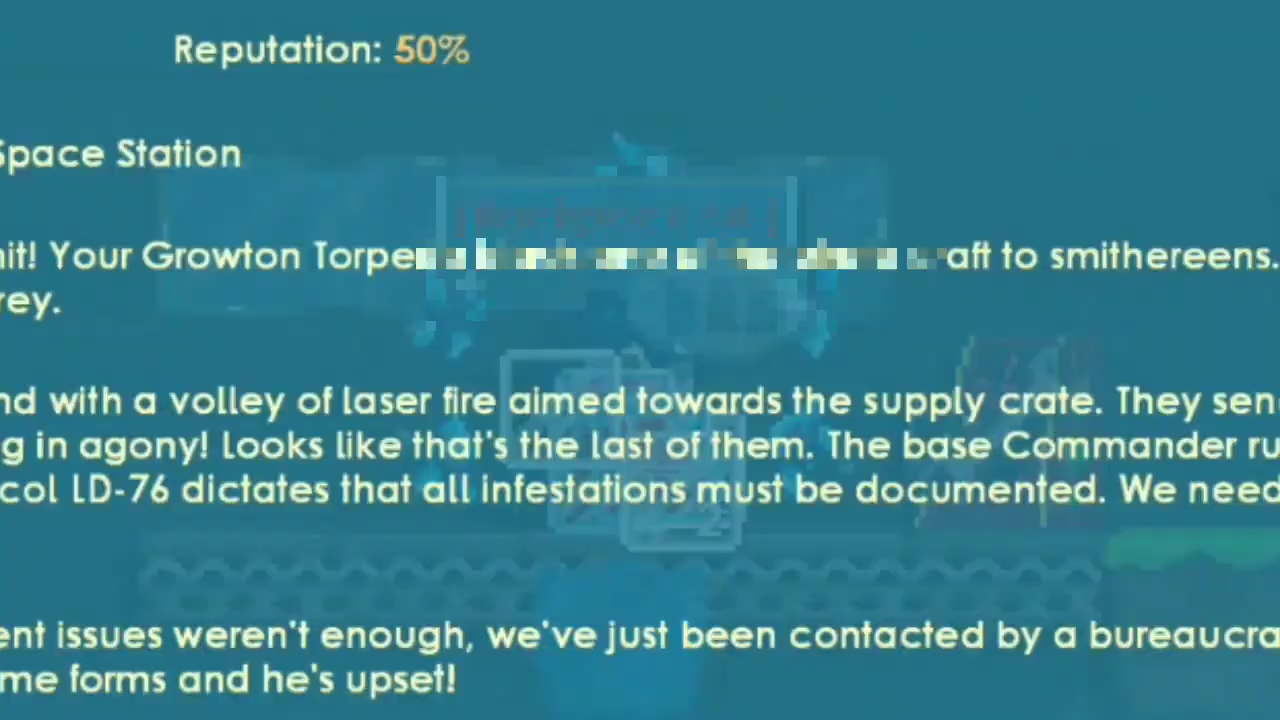 Reputation: 50%
Space Station
nit! Your Growton aft to smithereens.
rey.
nd with a volley of laser fire aimed towards the supply crate. They sen
g in agony! Looks like that's the last of them. The base Commander ru
col LD-76 dictates that all infestations must be documented. We need
2
ent issues weren't enough, we've just been contacted by a bureaucra
me forms and he's upset!